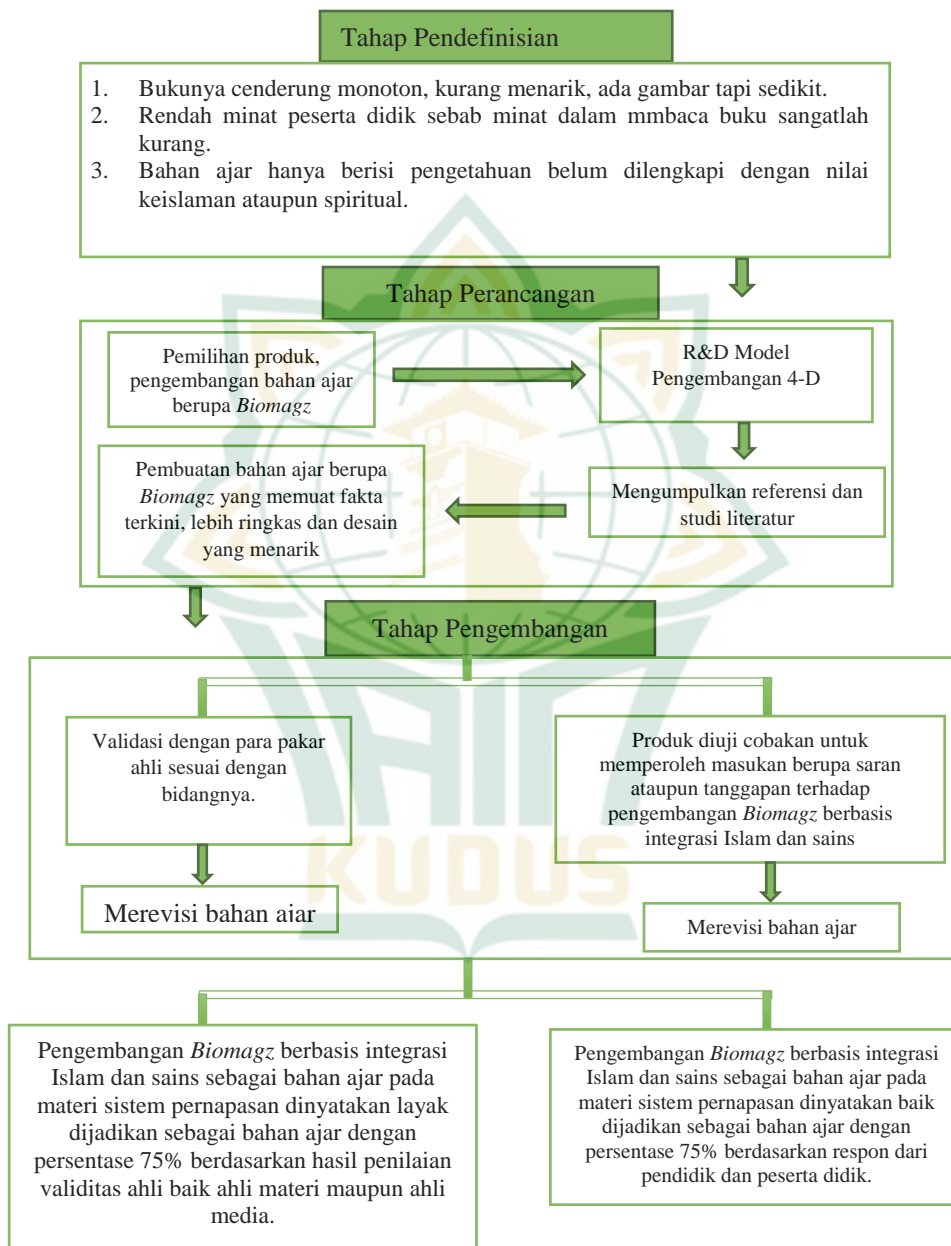 Tahap Pendefinisian
1. Bukunya cenderung monoton, kurang menarik, ada gambar tapi sedikit.
2. Rendah minat peserta didik sebab minat dalam mmbaca buku sangatlah
kurang.
3. Bahan ajar hanya berisi pengetahuan belum dilengkapi dengan nilai
keislaman ataupun spiritual.
Tahap Perancangan
Pemilihan produk,
pengembangan bahan ajar
berupa Biomagz
R&D Model
Pengembangan 4-D
Mengumpulkan referensi dan
studi literatur
Pembuatan bahan ajar berupa
Biomagz yang memuat fakta
terkini, lebih ringkas dan desain
yang menarik
Tahap Pengembangan
Validasi dengan para pakar
ahli sesuai dengan
bidangnya.
Merevisi bahan ajar
Produk diuji cobakan untuk
memperoleh masukan berupa saran
ataupun tanggapan terhadap
pengembangan Biomagz berbasis
integrasi Islam dan sains
Merevisi bahan ajar
IAIN
KUDUS
Pengembangan Biomagz berbasis integrasi
Islam dan sains sebagai bahan ajar pada
materi sistem pernapasan dinyatakan layak
dijadikan sebagai bahan ajar dengan
persentase 75% berdasarkan hasil penilaian
validitas ahli baik ahli materi maupun ahli
media.
Pengembangan Biomagz berbasis integrasi
Islam dan sains sebagai bahan ajar pada
materi sistem pernapasan dinyatakan baik
dijadikan sebagai bahan ajar dengan
persentase 75% berdasarkan respon dari
pendidik dan peserta didik.